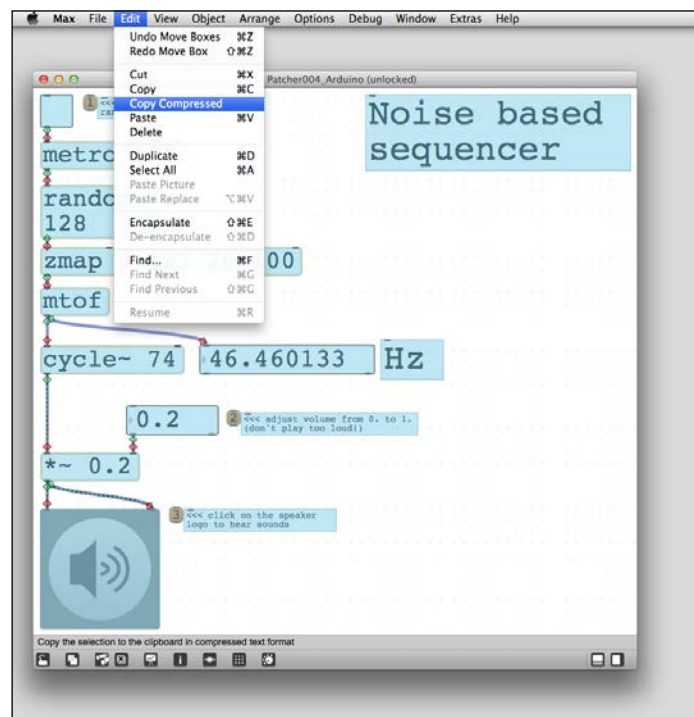 Max File Edit View Object Arrange Options Debug Window Extras Help
Undo Move Boxes ⌘Z
Redo Move Box ⇧⌘Z
Cut ⌘X
Copy ⌘C
Copy Compressed
Paste ⌘V
Delete
Duplicate ⌘D
Select All ⌘A
Paste Picture
Paste Replace ⌥⌘V
Encapsulate ⇧⌘E
De-encapsulate ⇧⌘D
Find... ⌘F
Find Next ⌘G
Find Previous ⇧⌘G
Resume ⌘R
Patcher004_Arduino (unlocked)
1 <<<
Noise based
sequencer
metro
128
zmap
00
mtof
cycle~ 74
46.460133
Hz
0.2
2 <<< adjust volume from 0. to 1.
(don't play too loud!)
*~ 0.2
3 <<< click on the speaker
logo to hear sounds
Copy the selection to the clipboard in compressed text format